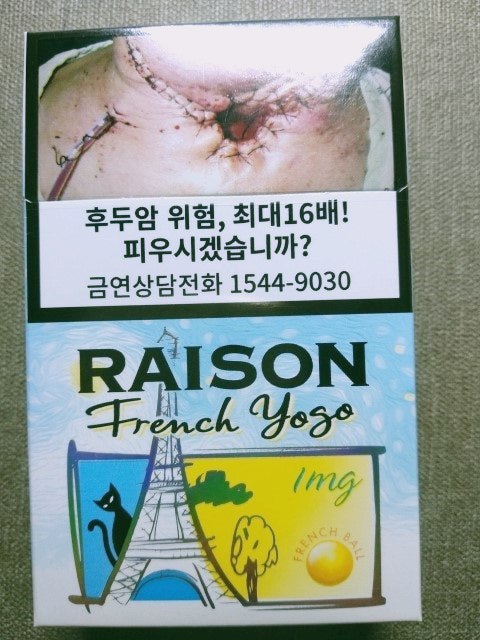 후두암 위험, 최대16배!
피우시겠습니까?
금연상담전화 1544-9030
RAISON
French Yogo
1mg
FRENCH BALL